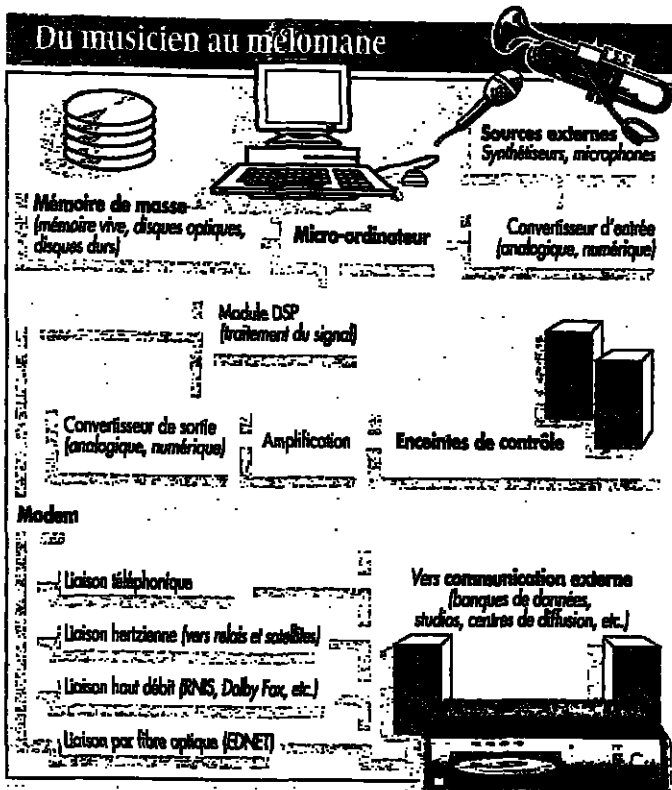 Du musicien au mélomane
Sources externes
Synthétiseurs, microphones
Mémoire de masse
(mémoire vive, disques optiques,
disques durs)
Micro-ordinateur
Convertisseur d'entrée
(analogique, numérique)
Module DSP
(traitement du signal)
Convertisseur de sortie
(analogique, numérique)
Amplification
Enceintes de contrôle
Modem
Liaison téléphonique
Liaison hertzienne (vers relais et satellites)
Liaison haut débit (RNIS, Dolby Fax, etc.)
Liaison par fibre optique (EDNET)
Vers communication externe
(banques de données,
studios, centres de diffusion, etc.)